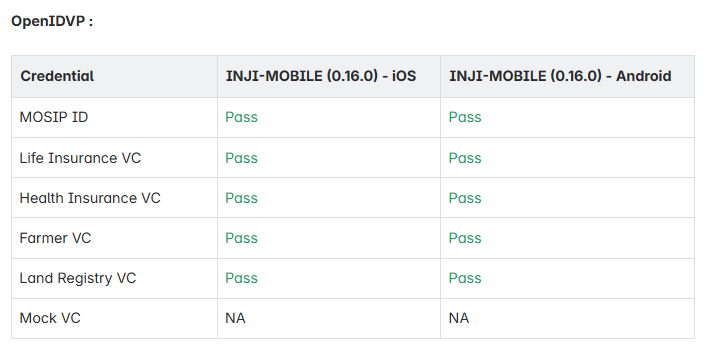 OpenIDVP :
Credential INJI-MOBILE (0.16.0) - iOS INJI-MOBILE (0.16.0) - Android
MOSIP ID Pass Pass
Life Insurance VC Pass Pass
Health Insurance VC Pass Pass
Farmer VC Pass Pass
Land Registry VC Pass Pass
Mock VC NA NA